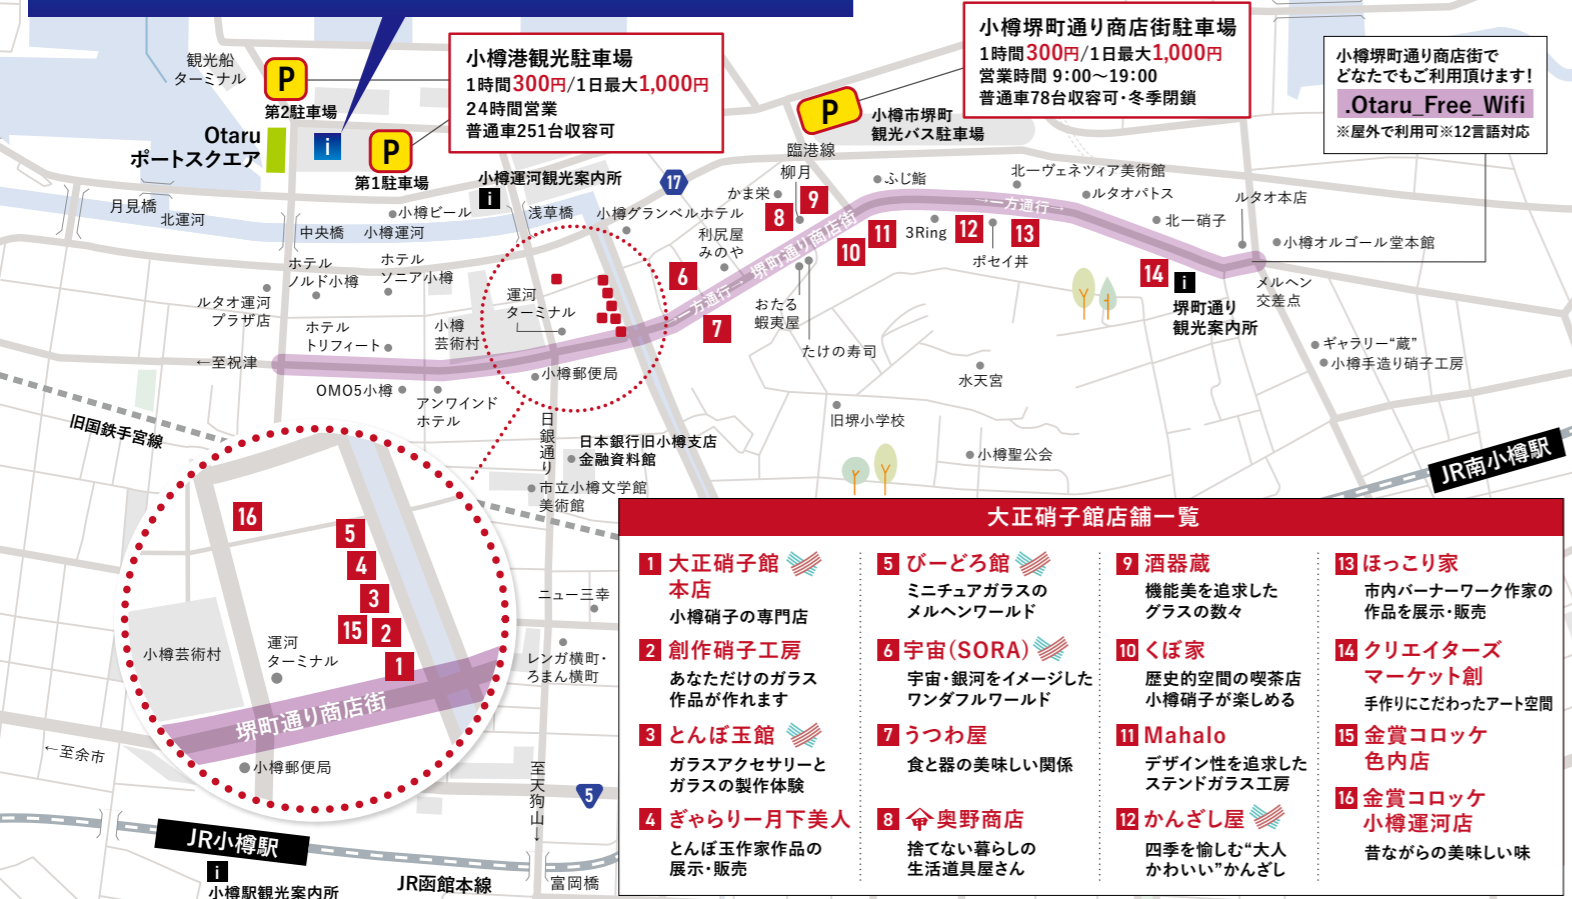 観光船
ターミナル
P
第2駐車場
Otaru
ポートスクエア
i
P
第1駐車場
小樽港観光駐車場
1時間300円/1日最大1,000円
24時間営業
普通車251台収容可
小樽堺町通り商店街駐車場
1時間300円/1日最大1,000円
営業時間 9:00〜19:00
普通車78台収容可・冬季閉鎖
P
小樽市堺町
観光バス駐車場
小樽堺町通り商店街で
どなたでもご利用頂けます!
.Otaru_Free_Wifi
※屋外で利用可※12言語対応
月見橋
北運河
中央橋
小樽ビール
小樽運河
小樽運河観光案内所
i
浅草橋
小樽グランベルホテル
17
臨港線
柳月
かま栄
8
9
ふじ鮨
北一ヴェネツィア美術館
ルタオパトス
ルタオ本店
北一硝子
小樽オルゴール堂本館
一方通行
利尻屋
みのや
堺町通り商店街
10
11
3Ring
12
ポセイ丼
13
14
i
堺町通り
観光案内所
メルヘン
交差点
ホテル
ノルド小樽
ホテル
ソニア小樽
ルタオ運河
プラザ店
ホテル
トリフィート
小樽
芸術村
運河
ターミナル
6
一方通行
7
おたる
蝦夷屋
たけの寿司
←至祝津
OMO5小樽
アンワインド
ホテル
小樽郵便局
水天宮
ギャラリー“蔵”
小樽手造り硝子工房
旧国鉄手宮線
日銀通り
日本銀行旧小樽支店
金融資料館
市立小樽文学館
美術館
旧堺小学校
小樽聖公会
JR南小樽駅
16
5
4
3
15
2
1
小樽芸術村
運河
ターミナル
堺町通り商店街
小樽郵便局
ニュー三幸
レンガ横町・
ろまん横町
←至余市
至天狗山→
5
JR小樽駅
i
小樽駅観光案内所
JR函館本線
富岡橋
大正硝子館店舗一覧
1 大正硝子館
本店
小樽硝子の専門店
2 創作硝子工房
あなただけのガラス
作品が作れます
3 とんぼ玉館
ガラスアクセサリーと
ガラスの製作体験
4 ぎゃらりー月下美人
とんぼ玉作家作品の
展示・販売
5 びーどろ館
ミニチュアガラスの
メルヘンワールド
6 宇宙(SORA)
宇宙・銀河をイメージした
ワンダフルワールド
7 うつわ屋
食と器の美味しい関係
8 奥野商店
捨てない暮らしの
生活道具屋さん
9 酒器蔵
機能美を追求した
グラスの数々
10 くぼ家
歴史的空間の喫茶店
小樽硝子が楽しめる
11 Mahalo
デザイン性を追求した
ステンドガラス工房
12 かんざし屋
四季を愉しむ“大人
かわいい”かんざし
13 ほっこり家
市内バーナーワーク作家の
作品を展示・販売
14 クリエイターズ
マーケット創
手作りにこだわったアート空間
15 金賞コロッケ
色内店
16 金賞コロッケ
小樽運河店
昔ながらの美味しい味